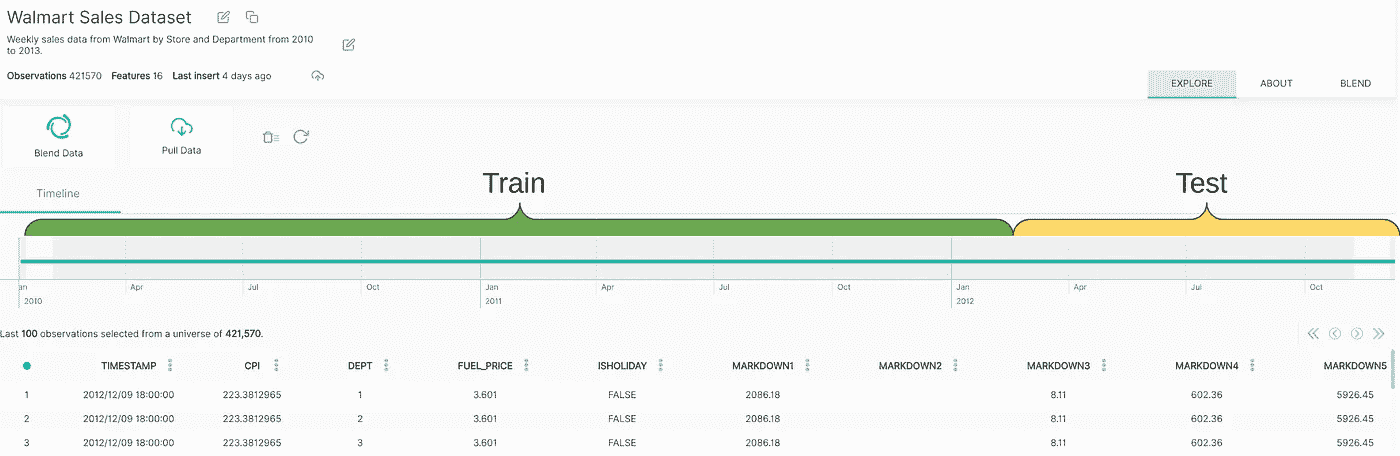 Walmart Sales Dataset
Weekly sales data from Walmart by Store and Department from 2010
to 2013.
Observations 421570 Features 16 Last insert 4 days ago
EXPLORE ABOUT BLEND
Blend Data Pull Data
Train Test
Timeline
an Apr Jul Oct Jan Apr Jul Oct Jan Apr Jul Oct
2010 2011 2012
Last 100 observations selected from a universe of 421,570.
TIMESTAMP CPI DEPT FUEL_PRICE ISHOLIDAY MARKDOWN1 MARKDOWN2 MARKDOWN3 MARKDOWN4 MARKDOWN5
1 2012/12/09 18:00:00 223.3812965 1 3.601 FALSE 2086.18 8.11 602.36 5926.45
2 2012/12/09 18:00:00 223.3812965 2 3.601 FALSE 2086.18 8.11 602.36 5926.45
3 2012/12/09 18:00:00 223.3812965 3 3.601 FALSE 2086.18 8.11 602.36 5926.45